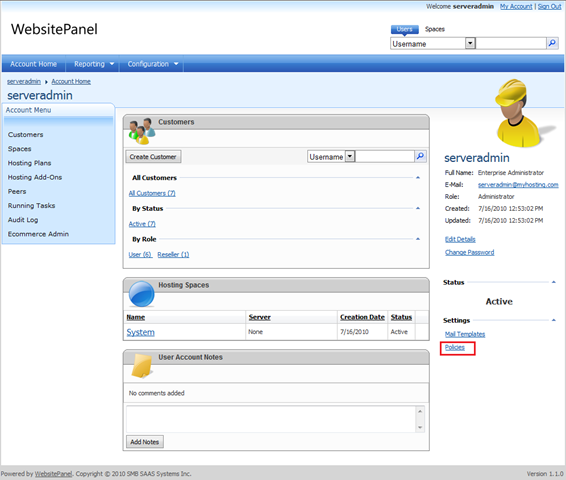 Welcome serveradmin My Account | Sign Out
WebsitePanel
Users Spaces
Username
Account Home Reporting Configuration
serveradmin Account Home
serveradmin
Account Menu
Customers
Spaces
Hosting Plans
Hosting Add-Ons
Peers
Running Tasks
Audit Log
Ecommerce Admin
Customers
Create Customer Username
All Customers
All Customers (7)
By Status
Active (7)
By Role
User (6) Reseller (1)
Hosting Spaces
Name Server Creation Date Status
System None 7/16/2010 Active
User Account Notes
No comments added
Add Notes
serveradmin
Full Name: Enterprise Administrator
E-Mail: serveradmin@myhosting.com
Role: Administrator
Created: 7/16/2010 12:53:02 PM
Updated: 7/16/2010 12:53:02 PM
Edit Details
Change Password
Status
Active
Settings
Mail Templates
Policies
Powered by WebsitePanel. Copyright © 2010 SMB SAAS Systems Inc. Version 1.1.0